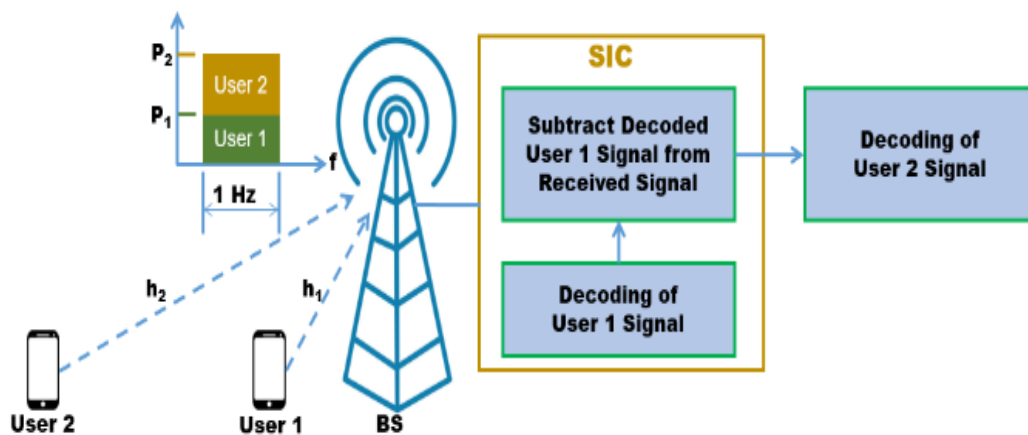 P2
User 2
P1
User 1
f
1 Hz
h2
h1
User 2
User 1
BS
SIC
Subtract Decoded
User 1 Signal from
Received Signal
Decoding of
User 1 Signal
Decoding of
User 2 Signal